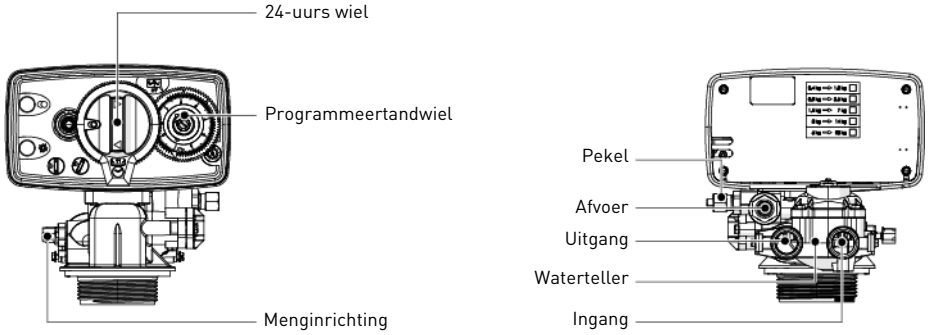 24-uurs wiel
Programmeertandwiel
Menginrichting
Pekel
Afvoer
Uitgang
Waterteller
Ingang